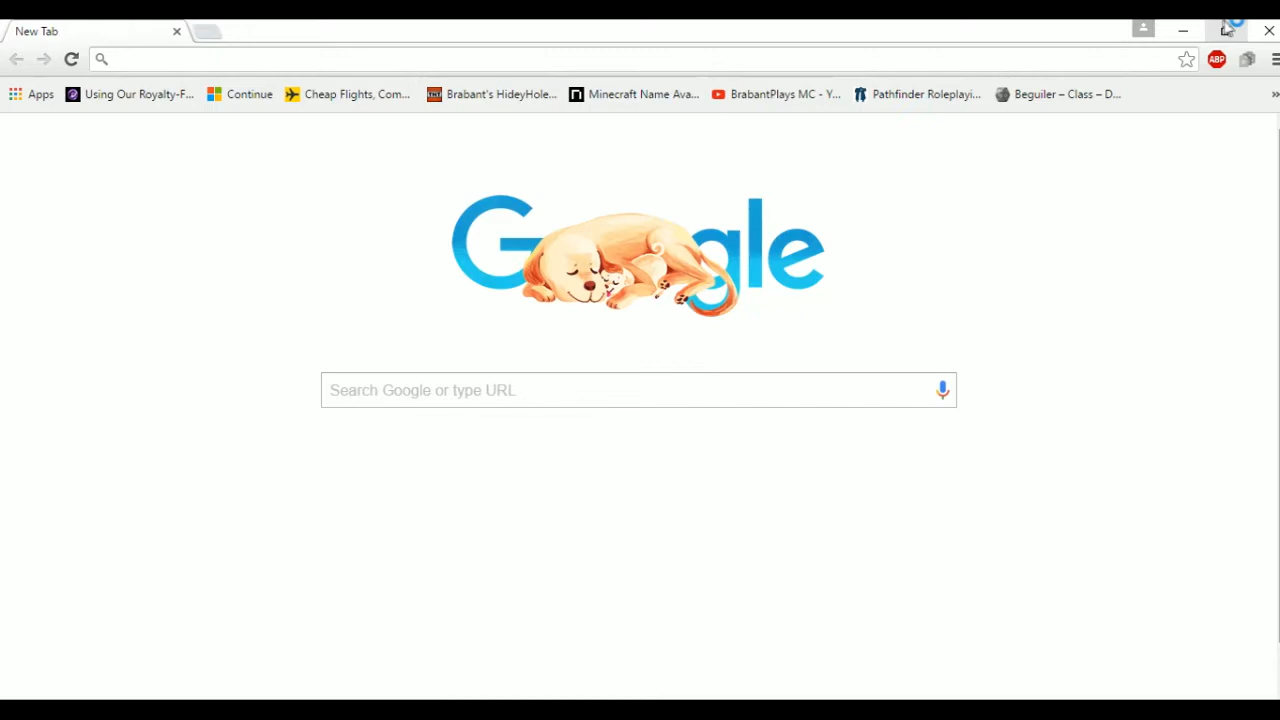 New Tab
Apps
Using Our Royalty-F...
Continue
Cheap Flights, Com...
Brabant's HideyHole...
Minecraft Name Ava...
BrabantPlays MC - Y...
Pathfinder Roleplayi...
Beguiler – Class – D...
ABP
Google
Search Google or type URL